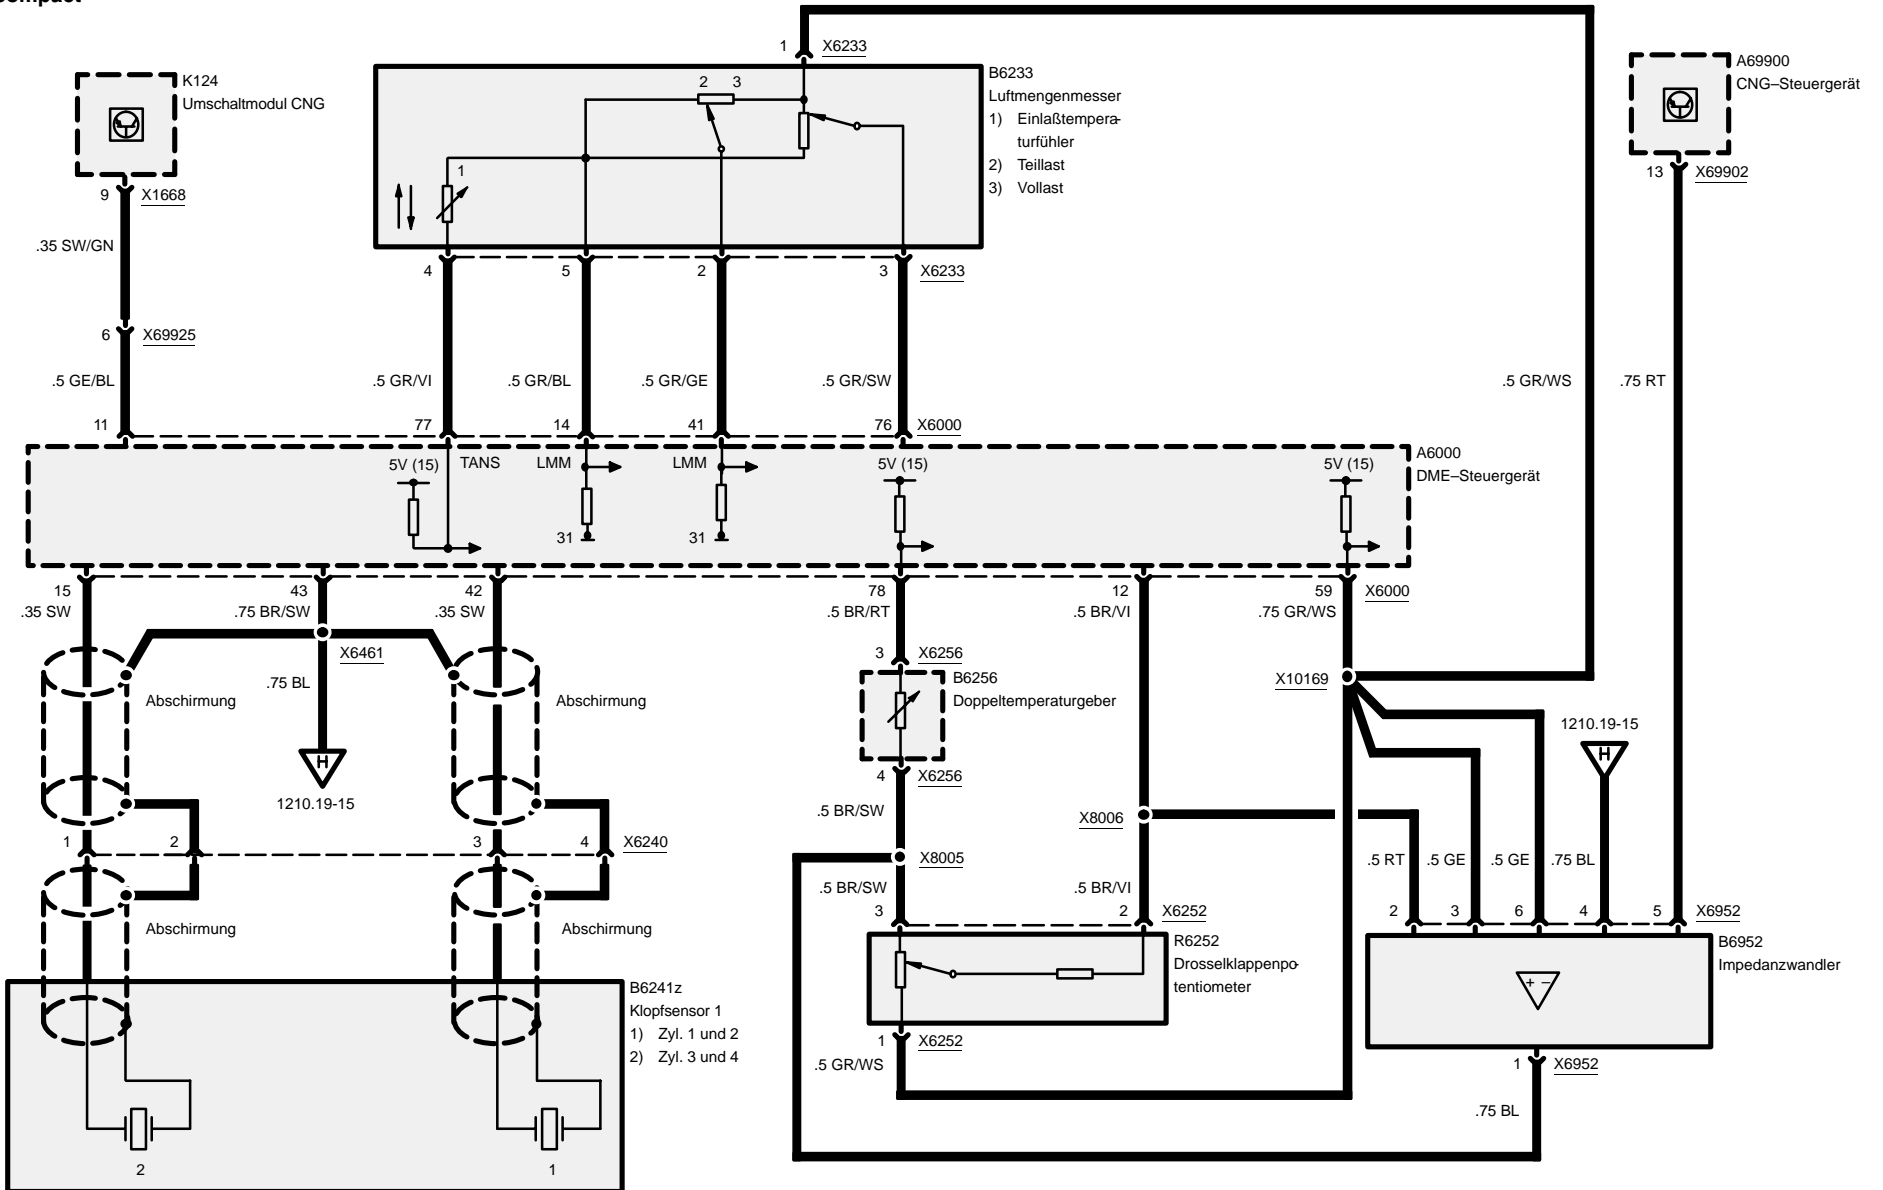 1
X6233
K124
Umschaltmodul CNG
B6233
Luftmengenmesser
1) Einlaßtempera-
turfühler
2) Teillast
3) Vollast
A69900
CNG–Steuergerät
2 3
1
9
X1668
13
X69902
.35 SW/GN
4
5
2
3
X6233
6
X69925
.5 GE/BL
.5 GR/VI
.5 GR/BL
.5 GR/GE
.5 GR/SW
.5 GR/WS
.75 RT
11
77
14
41
76
X6000
A6000
DME–Steuergerät
5V (15)
TANS
LMM
LMM
5V (15)
5V (15)
31
31
15
43
42
78
12
59
X6000
.35 SW
.75 BR/SW
.35 SW
.5 BR/RT
.5 BR/VI
.75 GR/WS
X6461
3
X6256
B6256
Doppeltemperaturgeber
X10169
.75 BL
Abschirmung
Abschirmung
1210.19-15
H
H
1210.19-15
4
X6256
.5 BR/SW
X8006
1
2
3
4
X6240
X8005
.5 RT
.5 GE
.5 GE
.75 BL
.5 BR/SW
.5 BR/VI
3
2
X6252
2
3
6
4
5
X6952
Abschirmung
Abschirmung
R6252
Drosselklappenpo-
tentiometer
B6952
Impedanzwandler
+ –
B6241z
Klopfsensor 1
1) Zyl. 1 und 2
2) Zyl. 3 und 4
1
X6252
.5 GR/WS
1
X6952
.75 BL
2
1